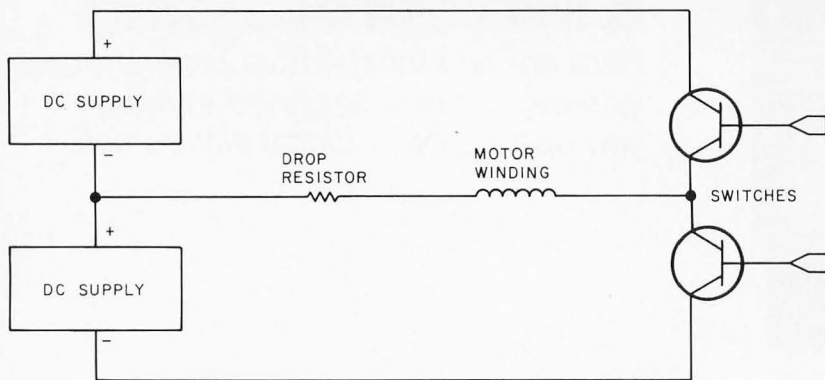 +
DC SUPPLY
−
DROP
RESISTOR
MOTOR
WINDING
SWITCHES
+
DC SUPPLY
−